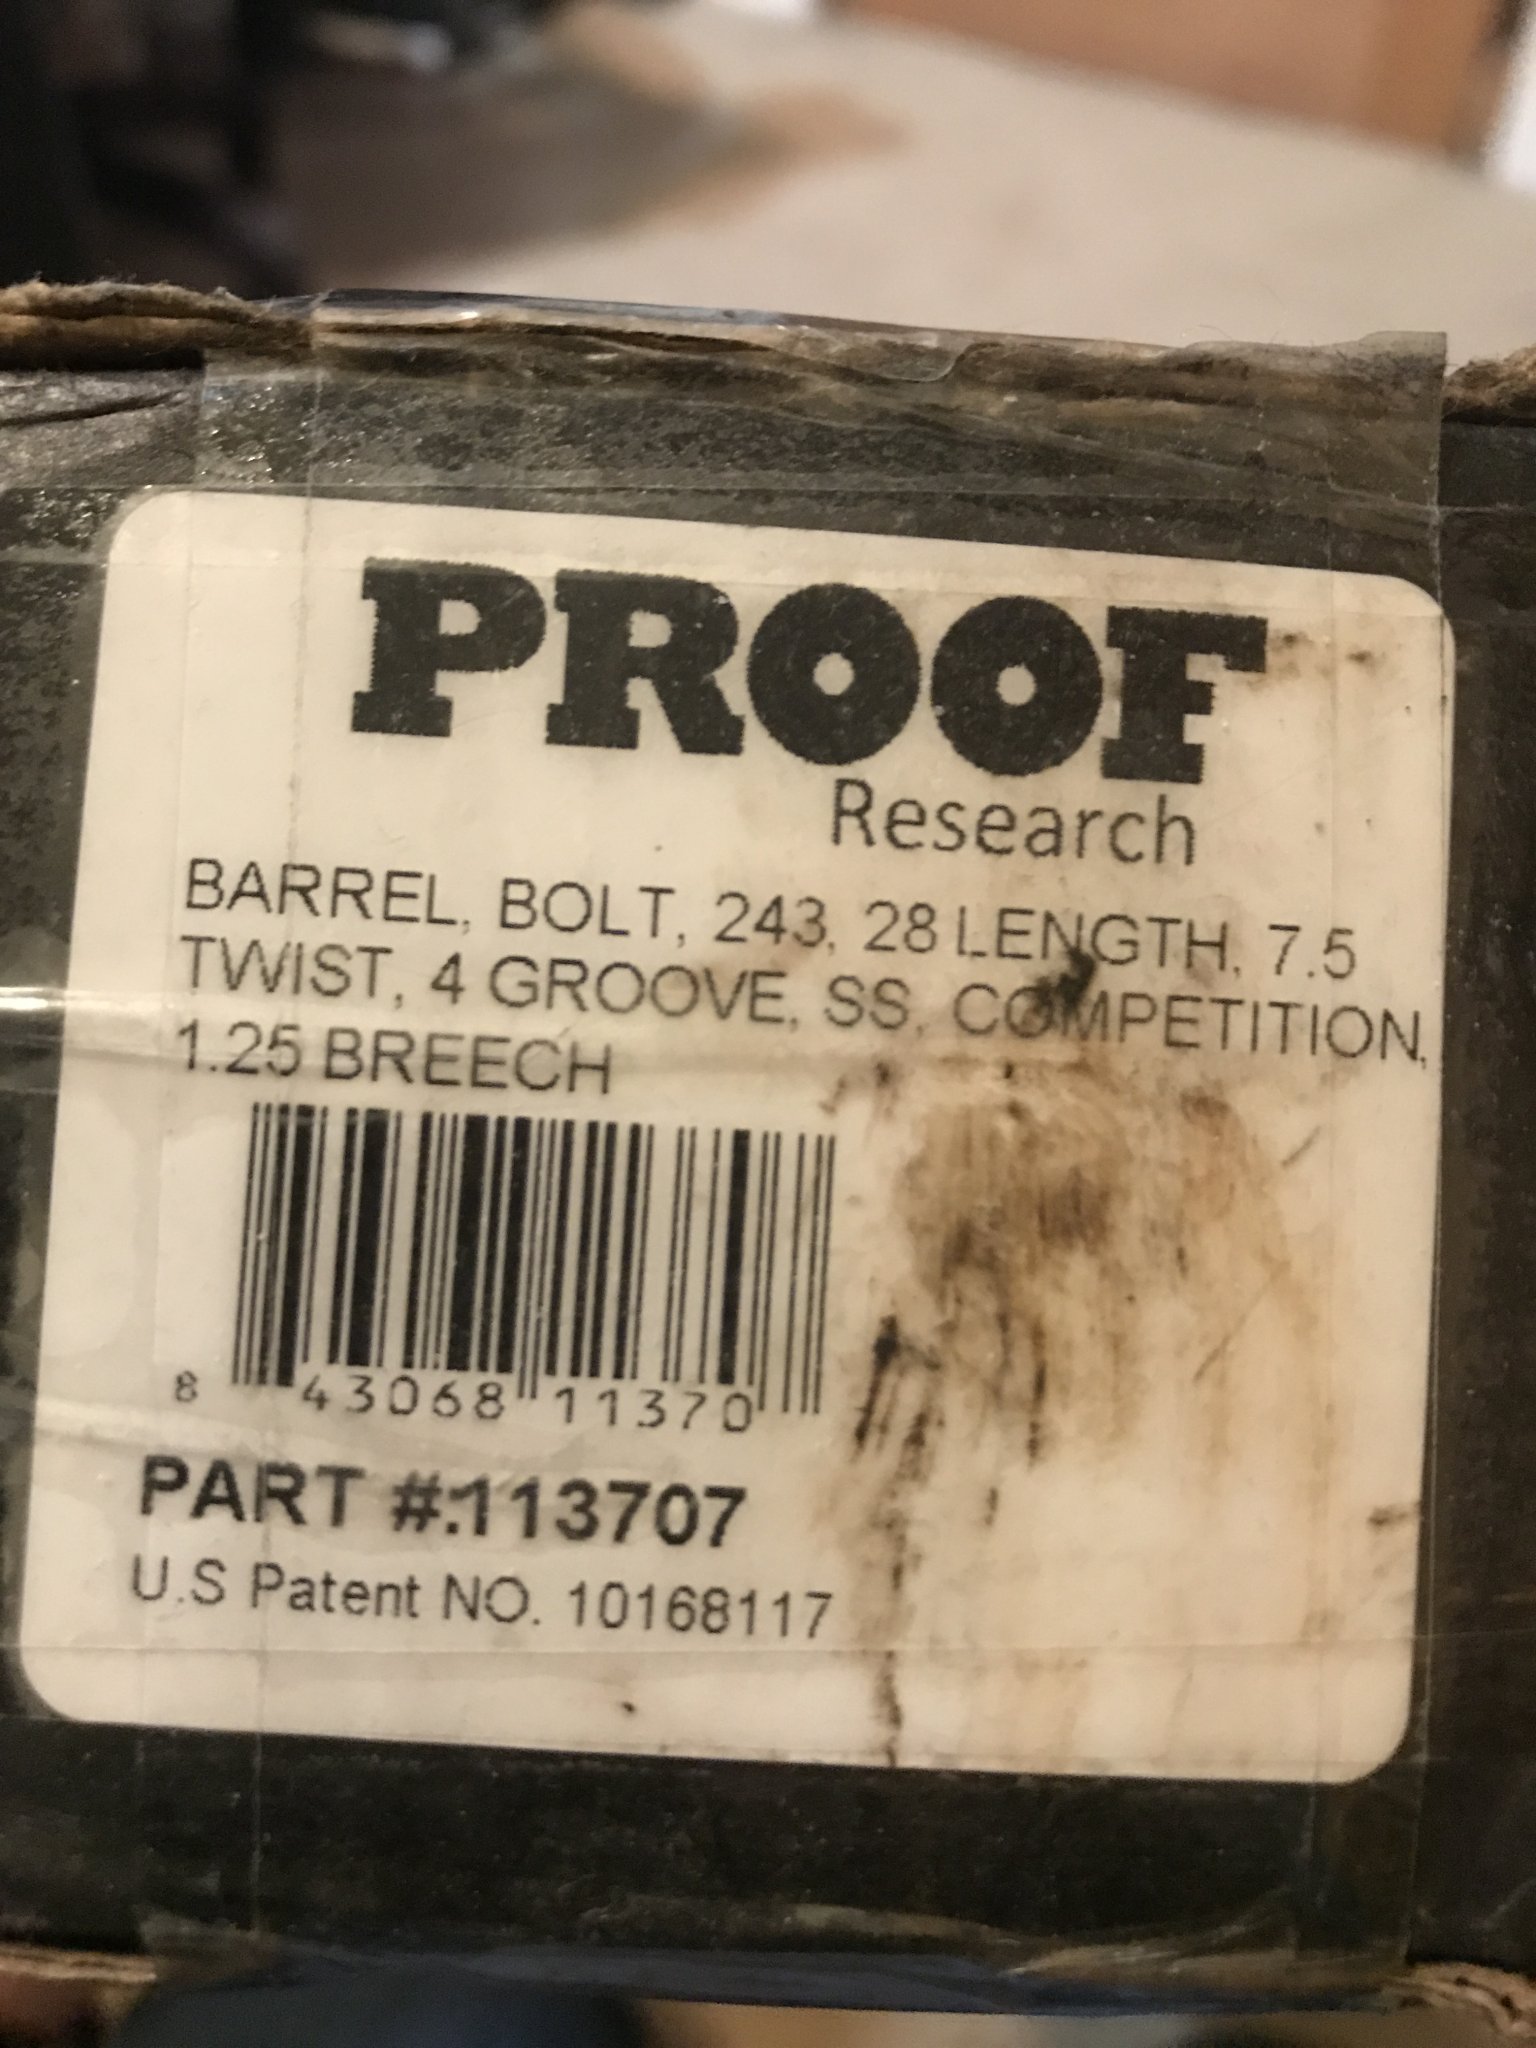 PROOF
Research
BARREL, BOLT, 243, 28 LENGTH, 7.5
TWIST, 4 GROOVE, SS, COMPETITION,
1.25 BREECH
8 43068 11370
PART #:113707
U.S Patent NO. 10168117